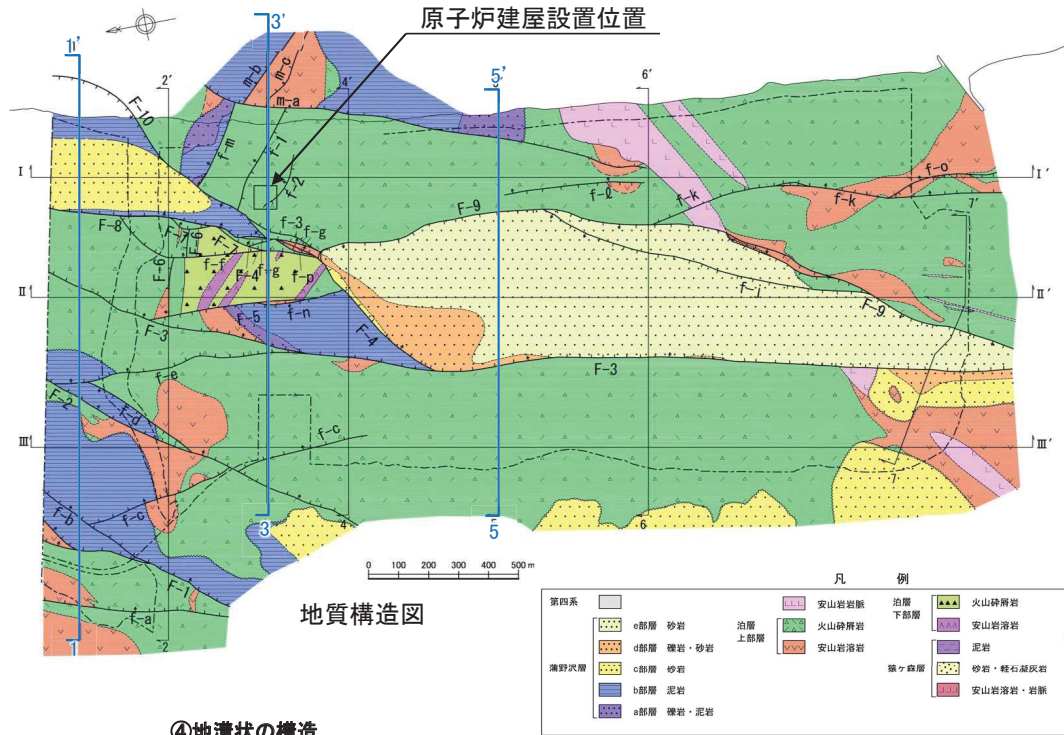 原子炉建屋設置位置
1'
3'
2'
4'
5'
6'
F-10
m-b
m-c
m-a
f-m
f-1
f-2
I
I'
f-ℓ
f-k
f-k
f-o
7'
F-8
F-7
F-6
F-6
F-7
f-3
f-g
F-9
f-f
F-4
f-g
f-p
II
II'
f-j
F-9
F-3
F-5
f-n
F-4
F-3
f-e
F-2
f-d
f-c
III
III'
f-b
f-c
7
3
4
5
6
F-1
f-a
1
2
0 100 200 300 400 500 m
地質構造図
凡 例
第四系
蒲野沢層
e部層 砂岩
d部層 礫岩・砂岩
c部層 砂岩
b部層 泥岩
a部層 礫岩・泥岩
泊層
上部層
安山岩岩脈
火山砕屑岩
安山岩溶岩
泊層
下部層
火山砕屑岩
安山岩溶岩
猿ヶ森層
泥岩
砂岩・軽石凝灰岩
安山岩溶岩・岩脈
④地溝状の構造